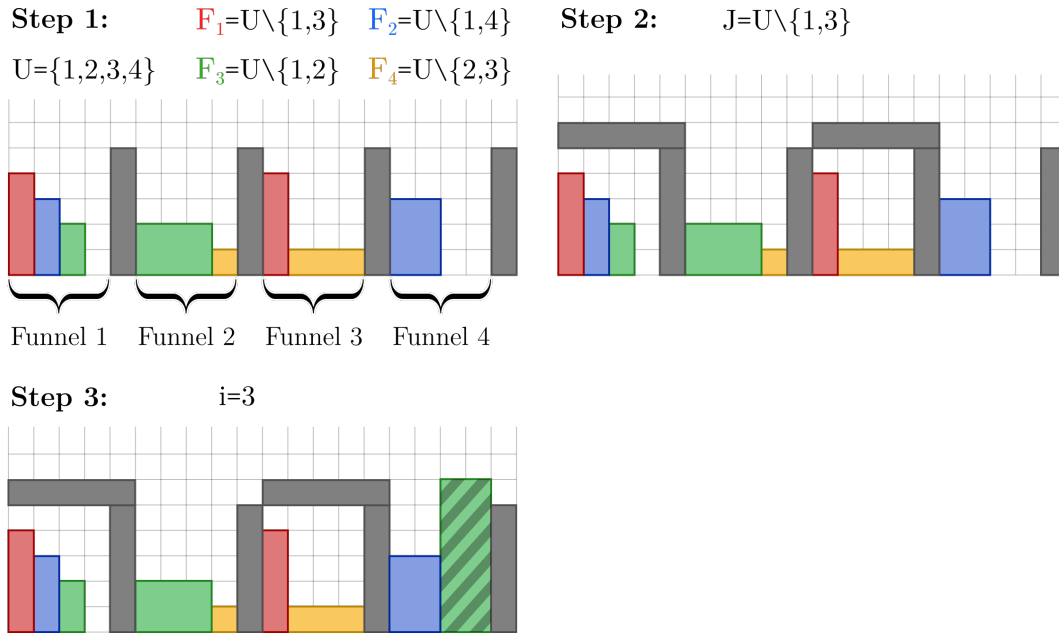 Step 1: F₁=U\{1,3} F₂=U\{1,4}
U={1,2,3,4} F₃=U\{1,2} F₄=U\{2,3}
Funnel 1 Funnel 2 Funnel 3 Funnel 4
Step 2: J=U\{1,3}
Step 3: i=3